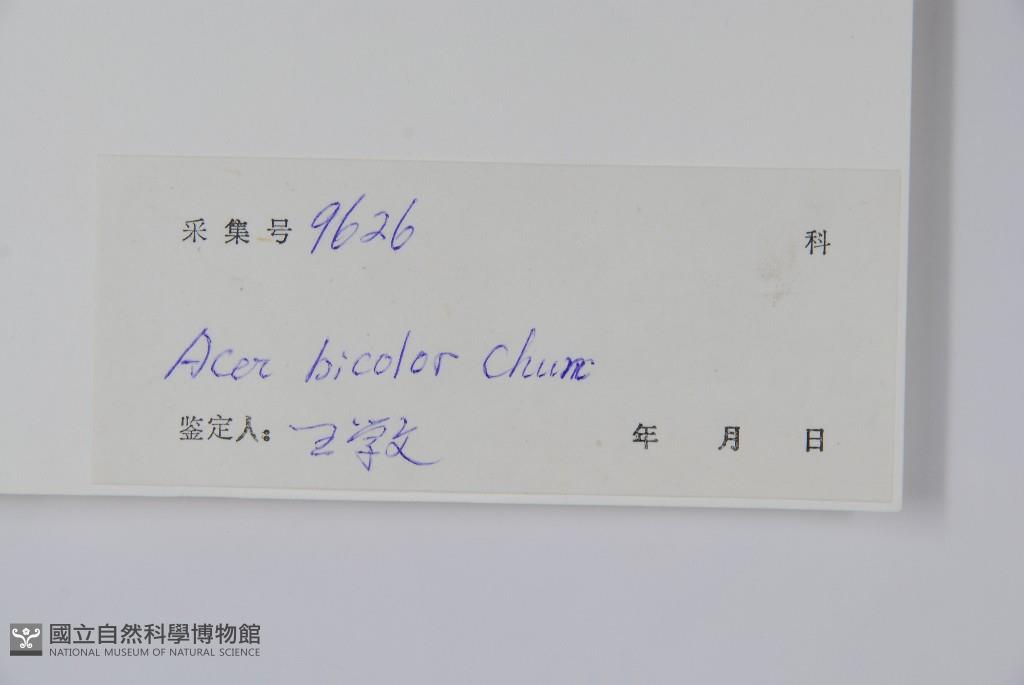 采集号 9626 科
Acer bicolor Chun
鉴定人: 王学文 年 月 日
國立自然科學博物館
NATIONAL MUSEUM OF NATURAL SCIENCE